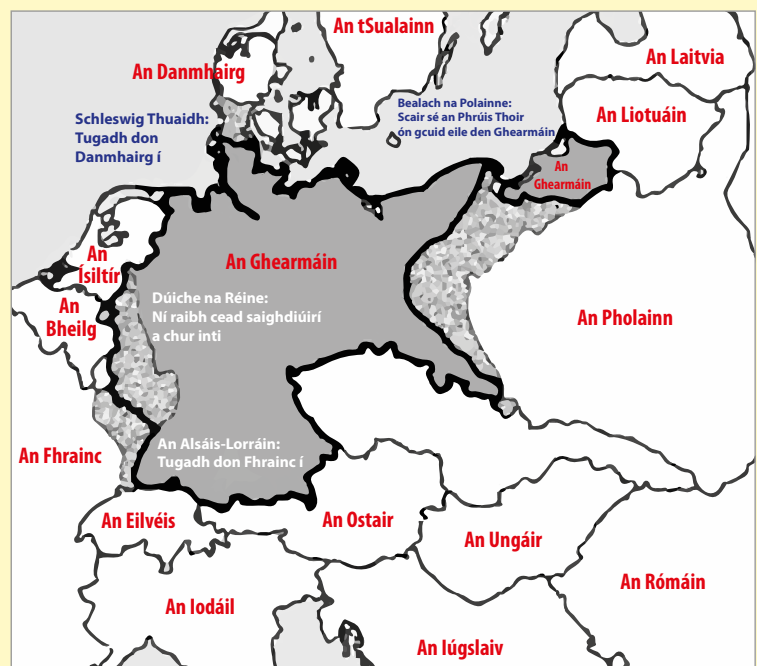 An tSualainn
An Laitvia
An Danmhairg
Schleswig Thuaidh:
Tugadh don
Danmhairg í
Bealach na Polainne:
Scair sé an Phrúis Thoir
ón gcuid eile den Ghearmáin
An Liotuáin
An
Ghearmáin
An
Ísiltír
An Ghearmáin
An
Bheilg
Dúiche na Réine:
Ní raibh cead saighdiúirí
a chur inti
An Pholainn
An Fhrainc
An Alsáis-Lorráin:
Tugadh don Fhrainc í
An Eilvéis
An Ostair
An Ungáir
An Rómáin
An Iodáil
An Iúgslaiv